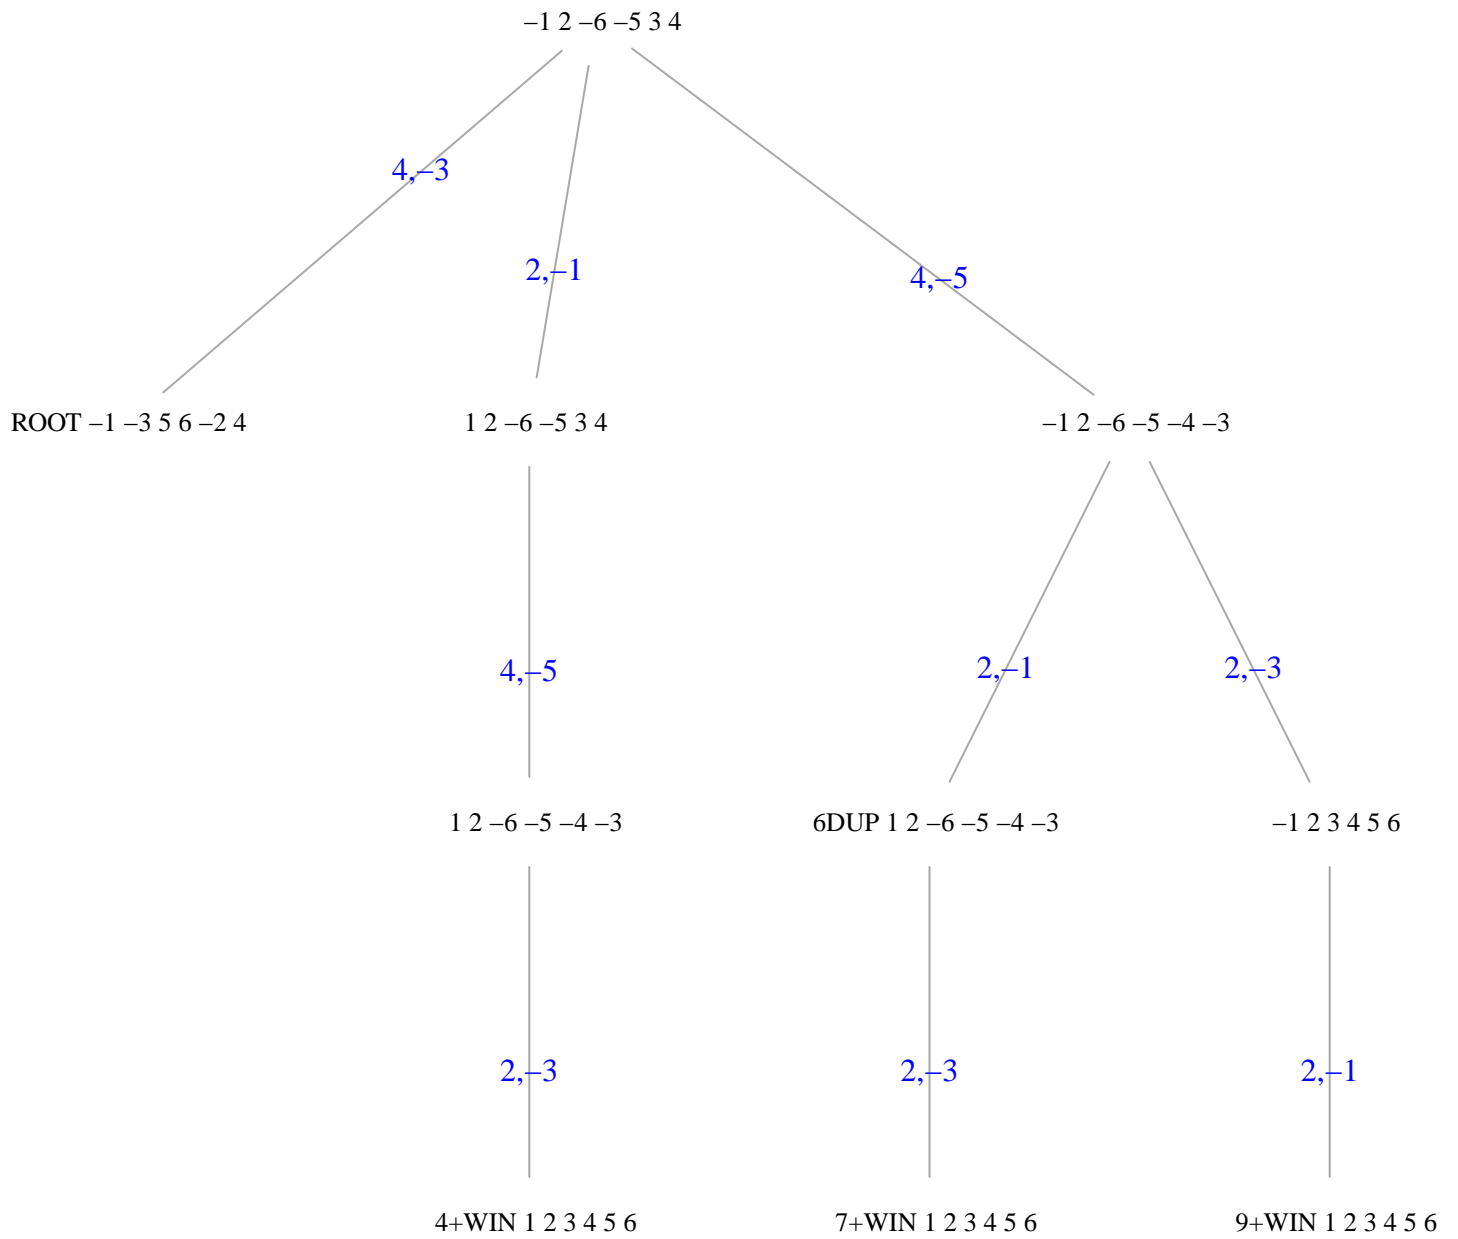 –1 2 –6 –5 3 4
4,–3
2,–1
4,–5
ROOT –1 –3 5 6 –2 4
1 2 –6 –5 3 4
–1 2 –6 –5 –4 –3
4,–5
2,–1
2,–3
1 2 –6 –5 –4 –3
6DUP 1 2 –6 –5 –4 –3
–1 2 3 4 5 6
2,–3
2,–3
2,–1
4+WIN 1 2 3 4 5 6
7+WIN 1 2 3 4 5 6
9+WIN 1 2 3 4 5 6